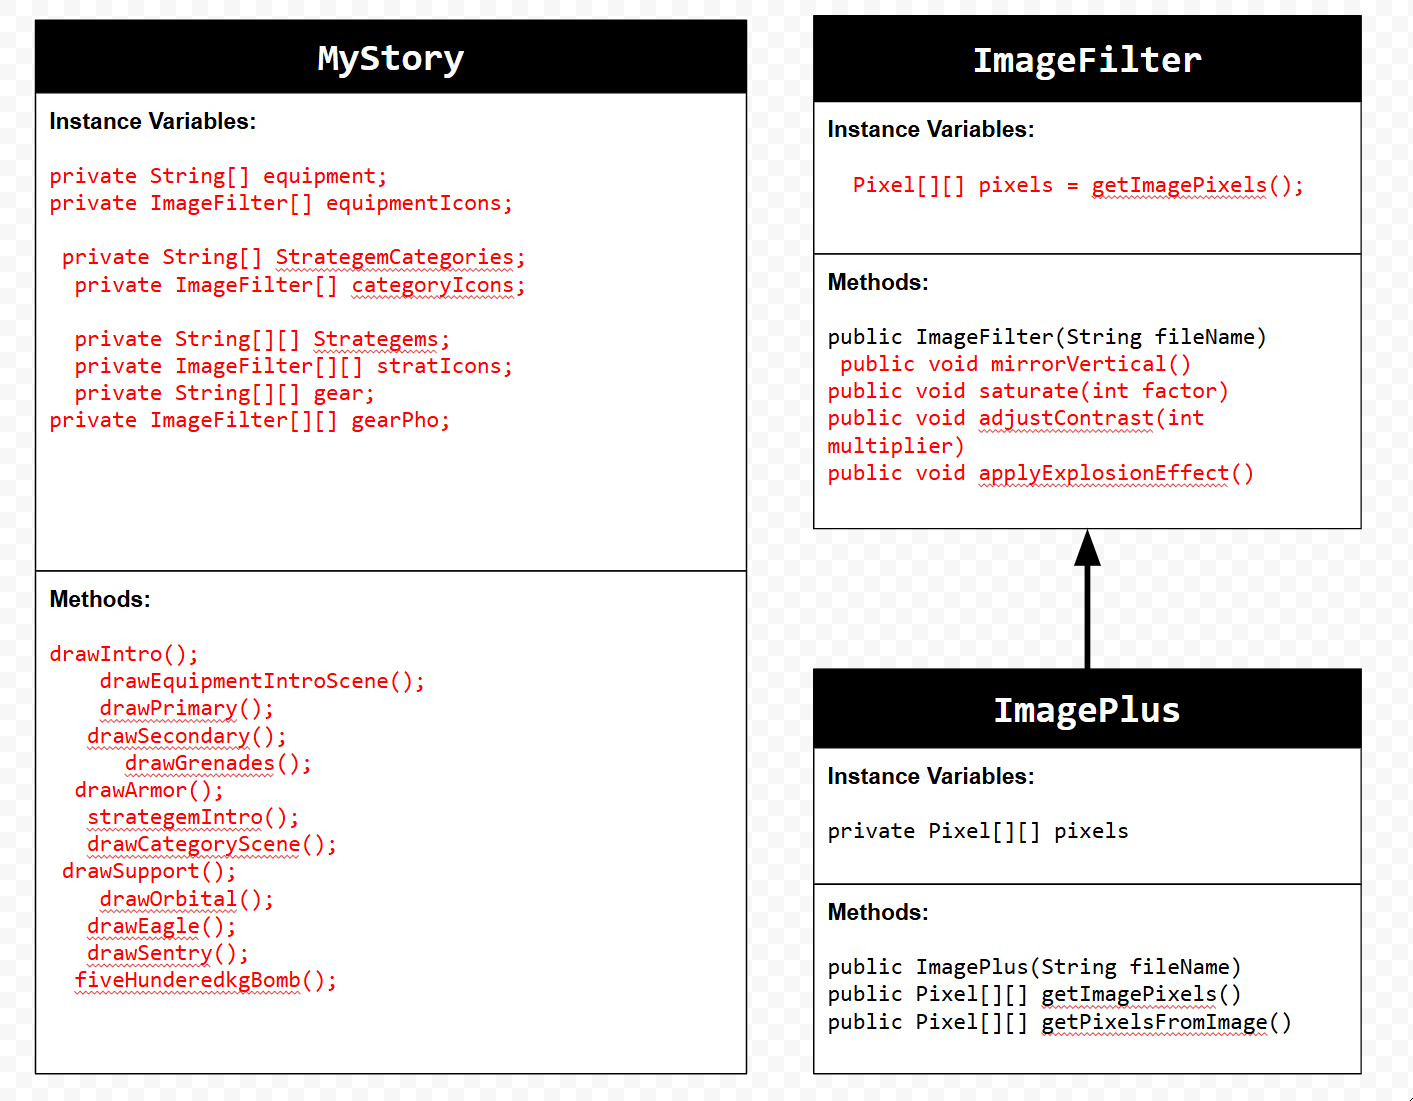 MyStory
Instance Variables:
private String[] equipment;
private ImageFilter[] equipmentIcons;
private String[] StrategemCategories;
private ImageFilter[] categoryIcons;
private String[][] Strategems;
private ImageFilter[][] stratIcons;
private String[][] gear;
private ImageFilter[][] gearPho;
Methods:
drawIntro();
drawEquipmentIntroScene();
drawPrimary();
drawSecondary();
drawGrenades();
drawArmor();
strategemIntro();
drawCategoryScene();
drawSupport();
drawOrbital();
drawEagle();
drawSentry();
fiveHunderedkgBomb();
ImageFilter
Instance Variables:
Pixel[][] pixels = getImagePixels();
Methods:
public ImageFilter(String fileName)
public void mirrorVertical()
public void saturate(int factor)
public void adjustContrast(int
multiplier)
public void applyExplosionEffect()
ImagePlus
Instance Variables:
private Pixel[][] pixels
Methods:
public ImagePlus(String fileName)
public Pixel[][] getImagePixels()
public Pixel[][] getPixelsFromImage()